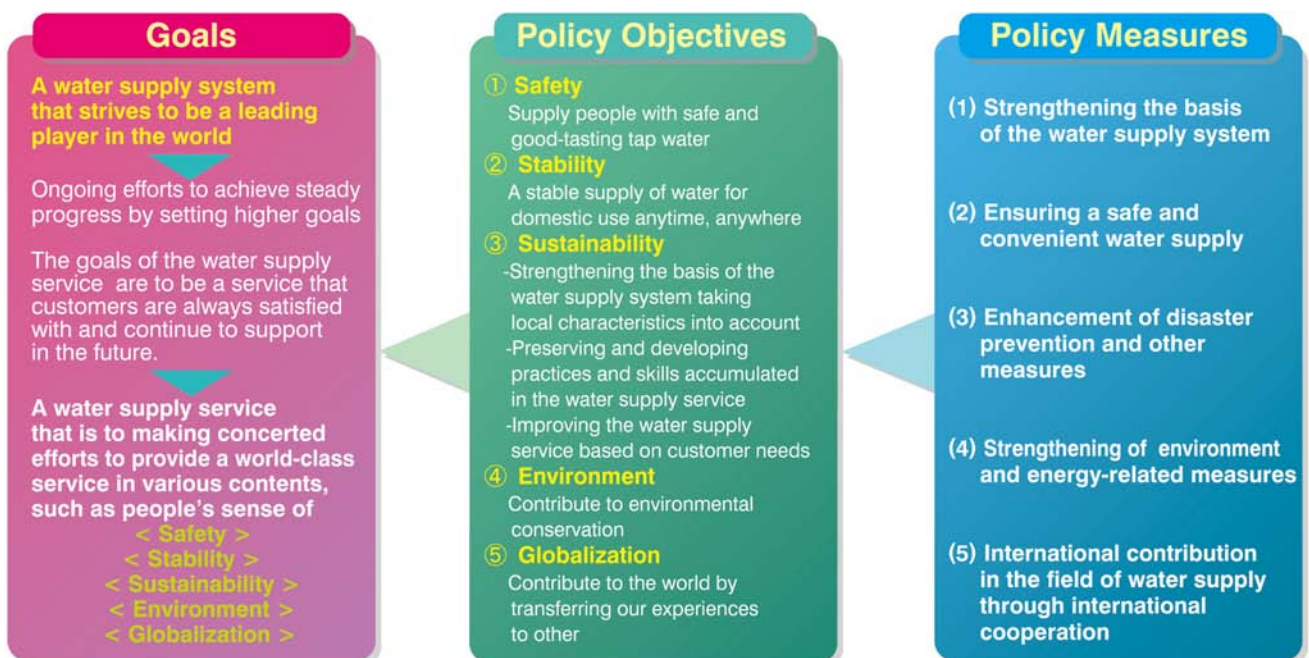 Goals
A water supply system
that strives to be a leading
player in the world
Ongoing efforts to achieve steady
progress by setting higher goals
The goals of the water supply
service are to be a service that
customers are always satisfied
with and continue to support
in the future.
A water supply service
that is to making concerted
efforts to provide a world-class
service in various contents,
such as people's sense of
< Safety >
< Stability >
< Sustainability >
< Environment >
< Globalization >
Policy Objectives
① Safety
Supply people with safe and
good-tasting tap water
② Stability
A stable supply of water for
domestic use anytime, anywhere
③ Sustainability
-Strengthening the basis of the
water supply system taking
local characteristics into account
-Preserving and developing
practices and skills accumulated
in the water supply service
-Improving the water supply
service based on customer needs
④ Environment
Contribute to environmental
conservation
⑤ Globalization
Contribute to the world by
transferring our experiences
to other
Policy Measures
(1) Strengthening the basis
of the water supply system
(2) Ensuring a safe and
convenient water supply
(3) Enhancement of disaster
prevention and other
measures
(4) Strengthening of environment
and energy-related measures
(5) International contribution
in the field of water supply
through international
cooperation